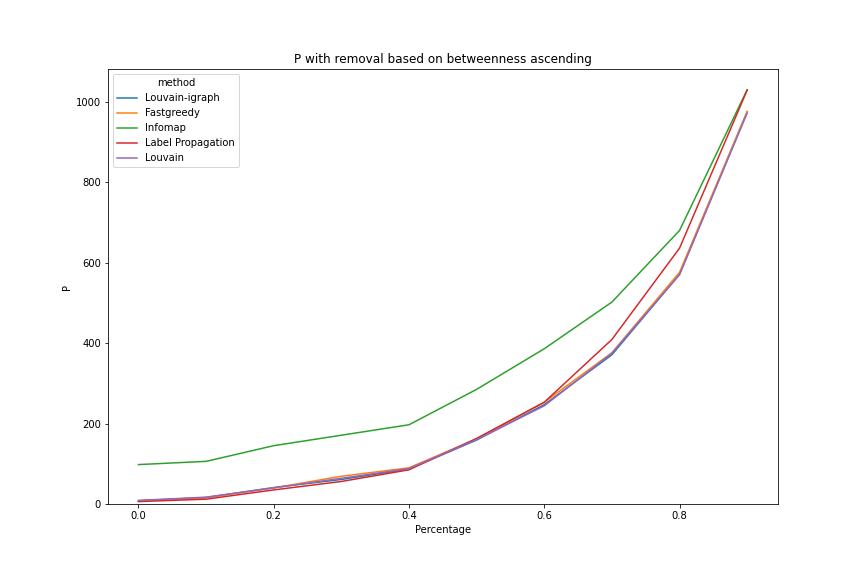 P with removal based on betweenness ascending
method
Louvain-igraph
Fastgreedy
Infomap
Label Propagation
Louvain
1000
800
600
400
200
0
P
0.0 0.2 0.4 0.6 0.8
Percentage